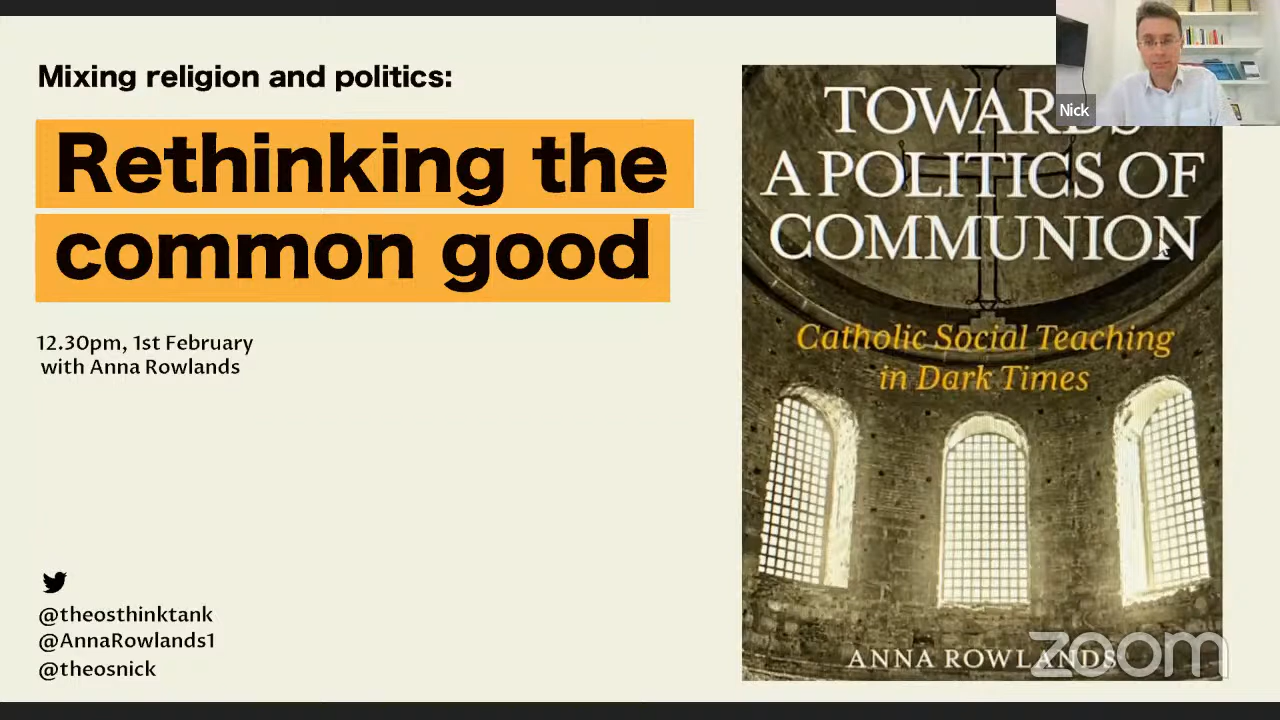 Mixing religion and politics:
Rethinking the
common good
12.30pm, 1st February
with Anna Rowlands
@theosthinktank
@AnnaRowlands1
@theosnick
TOWARDS
A POLITICS OF
COMMUNION
Catholic Social Teaching
in Dark Times
ANNA ROWLANDS
Nick
zoom